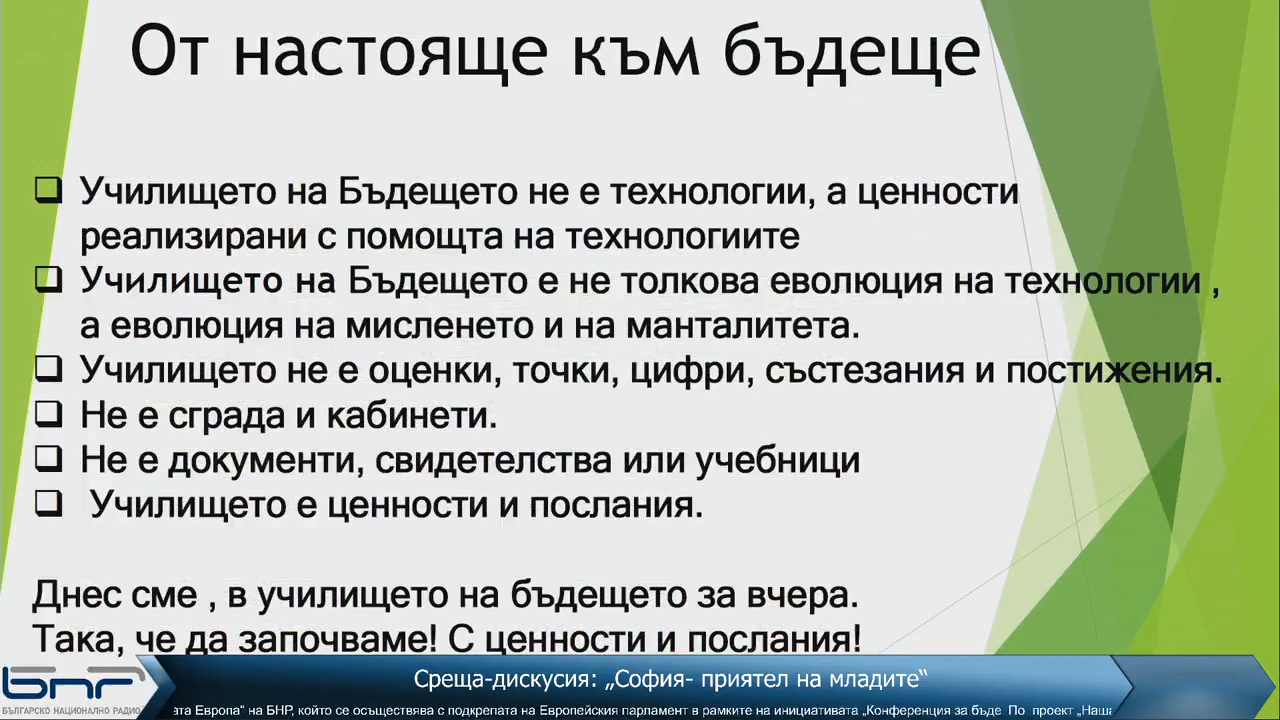 От настояще към бъдеще
❑ Училището на Бъдещето не е технологии, а ценности
реализирани с помощта на технологиите
❑ Училището на Бъдещето е не толкова еволюция на технологии ,
а еволюция на мисленето и на манталитета.
❑ Училището не е оценки, точки, цифри, състезания и постижения.
❑ Не е сграда и кабинети.
❑ Не е документи, свидетелства или учебници
❑ Училището е ценности и послания.
Днес сме , в училището на бъдещето за вчера.
Така, че да започваме! С ценности и послания!
Среща-дискусия: „София- приятел на младите“
бнр
БЪЛГАРСКО НАЦИОНАЛНО РАДИО
ата Европа“ на БНР, който се осъществява с подкрепата на Европейския парламент в рамките на инициативата „Конференция за бъде По проект „Наша